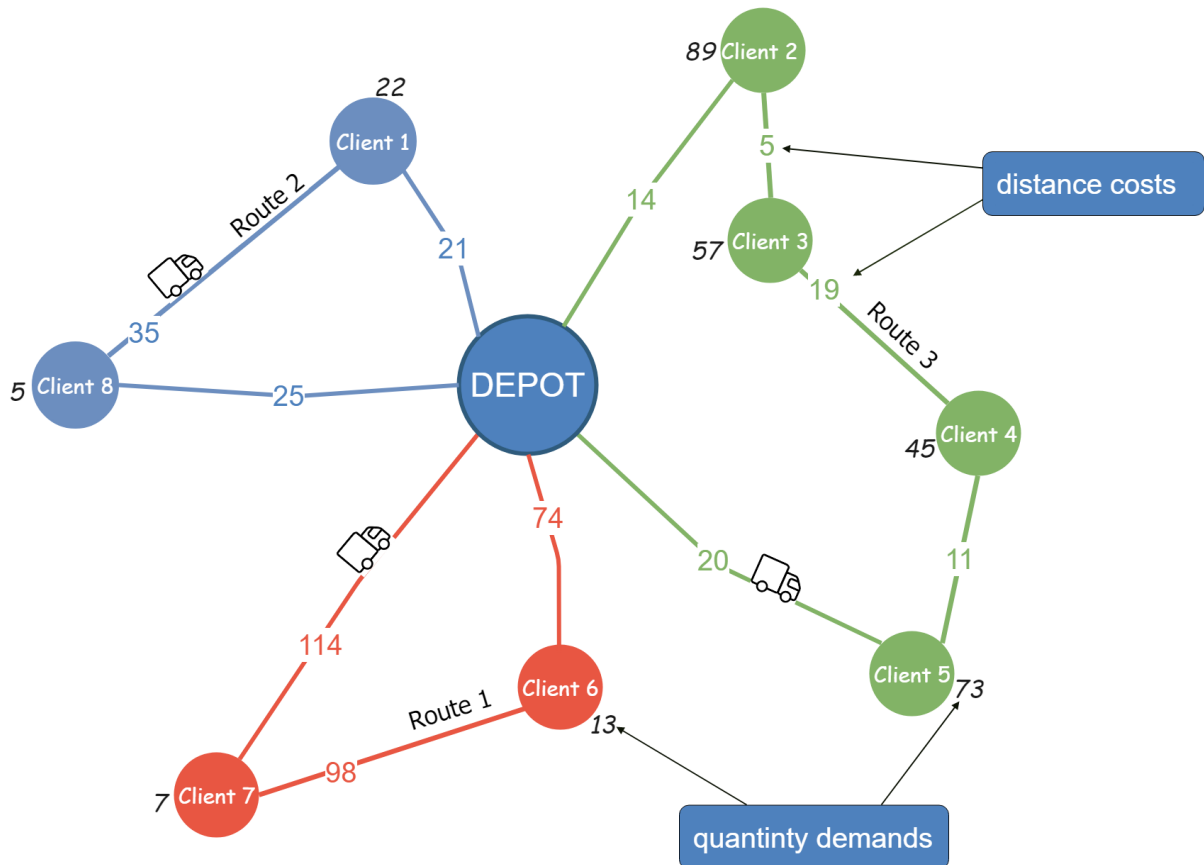 89
Client 2
22
Client 1
5
distance costs
Route 2
14
57
Client 3
21
19
Route 3
35
5
Client 8
25
DEPOT
45
Client 4
74
20
11
114
Client 6
Client 5
73
Route 1
13
98
7
Client 7
quantinty demands